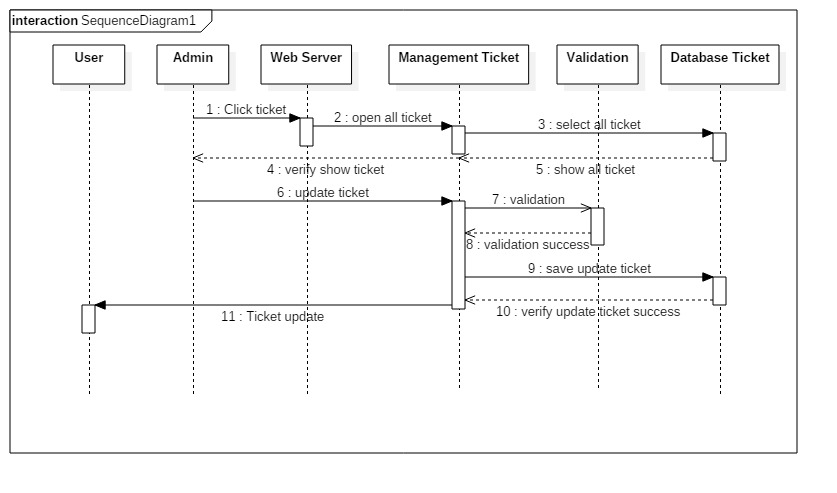 interaction SequenceDiagram1
User
Admin
Web Server
Management Ticket
Validation
Database Ticket
1 : Click ticket
2 : open all ticket
3 : select all ticket
4 : verify show ticket
5 : show all ticket
6 : update ticket
7 : validation
8 : validation success
9 : save update ticket
10 : verify update ticket success
11 : Ticket update